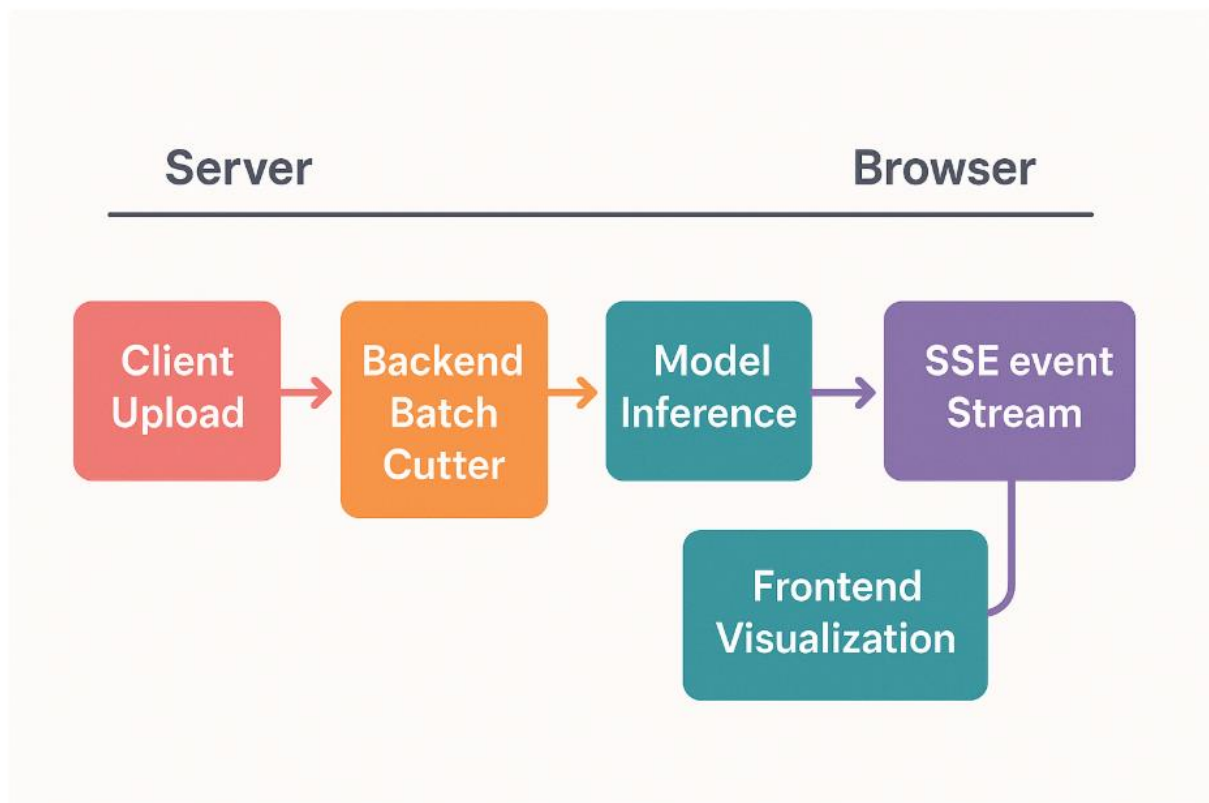 Server
Browser
Client
Upload
Backend
Batch
Cutter
Model
Inference
SSE event
Stream
Frontend
Visualization